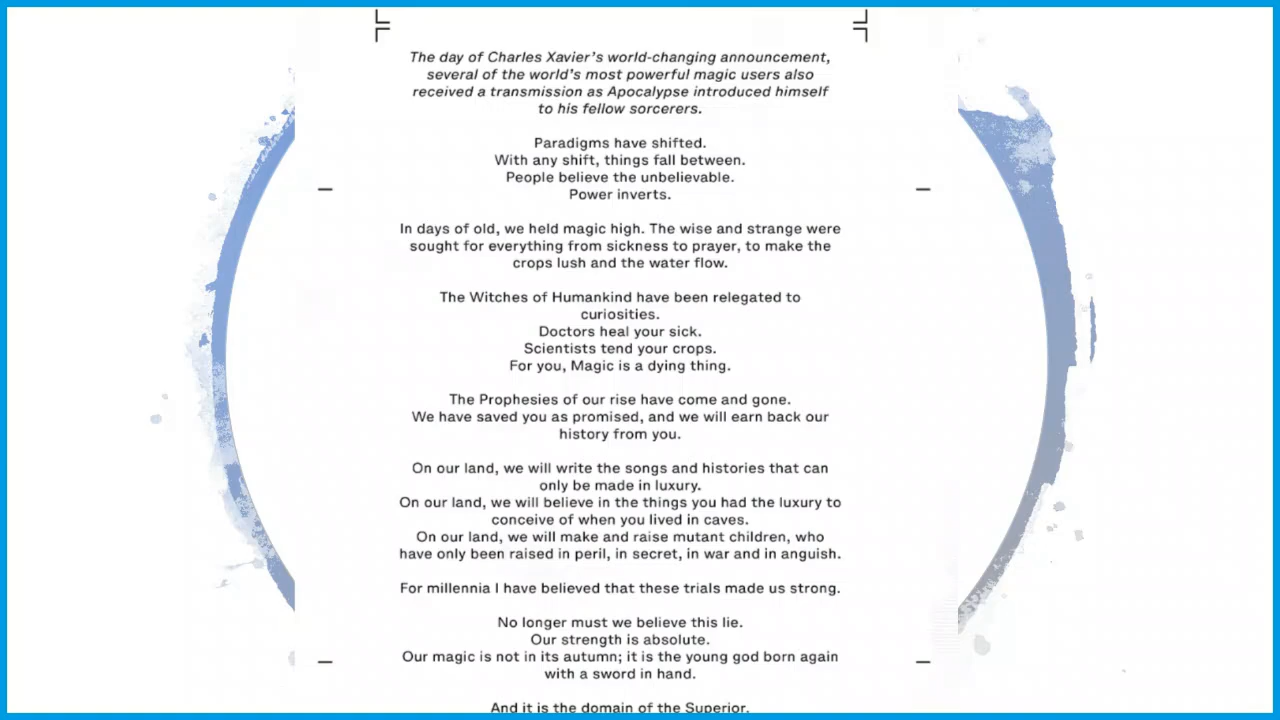 The day of Charles Xavier's world-changing announcement,
several of the world's most powerful magic users also
received a transmission as Apocalypse introduced himself
to his fellow sorcerers.
Paradigms have shifted.
With any shift, things fall between.
People believe the unbelievable.
Power inverts.
In days of old, we held magic high. The wise and strange were
sought for everything from sickness to prayer, to make the
crops lush and the water flow.
The Witches of Humankind have been relegated to
curiosities.
Doctors heal your sick.
Scientists tend your crops.
For you, Magic is a dying thing.
The Prophesies of our rise have come and gone.
We have saved you as promised, and we will earn back our
history from you.
On our land, we will write the songs and histories that can
only be made in luxury.
On our land, we will believe in the things you had the luxury to
conceive of when you lived in caves.
On our land, we will make and raise mutant children, who
have only been raised in peril, in secret, in war and in anguish.
For millennia I have believed that these trials made us strong.
No longer must we believe this lie.
Our strength is absolute.
Our magic is not in its autumn; it is the young god born again
with a sword in hand.
And it is the domain of the Superior.